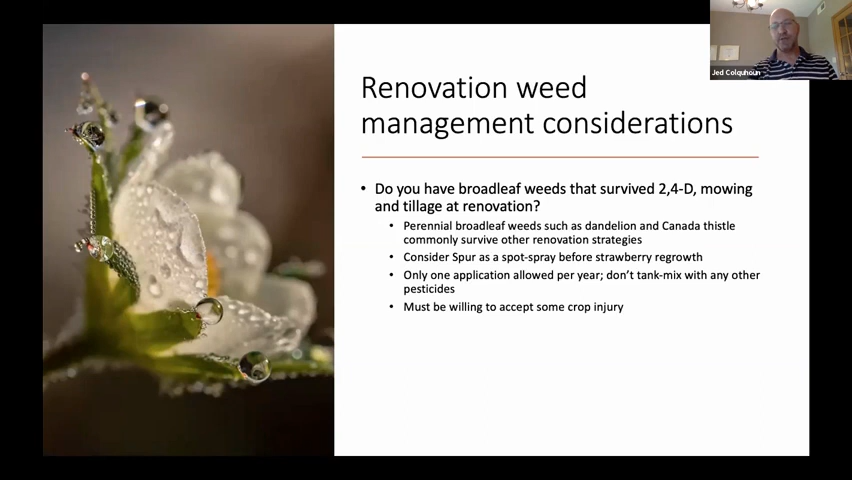 Jed Colquhoun
Renovation weed
management considerations
• Do you have broadleaf weeds that survived 2,4-D, mowing
and tillage at renovation?
• Perennial broadleaf weeds such as dandelion and Canada thistle
commonly survive other renovation strategies
• Consider Spur as a spot-spray before strawberry regrowth
• Only one application allowed per year; don't tank-mix with any other
pesticides
• Must be willing to accept some crop injury